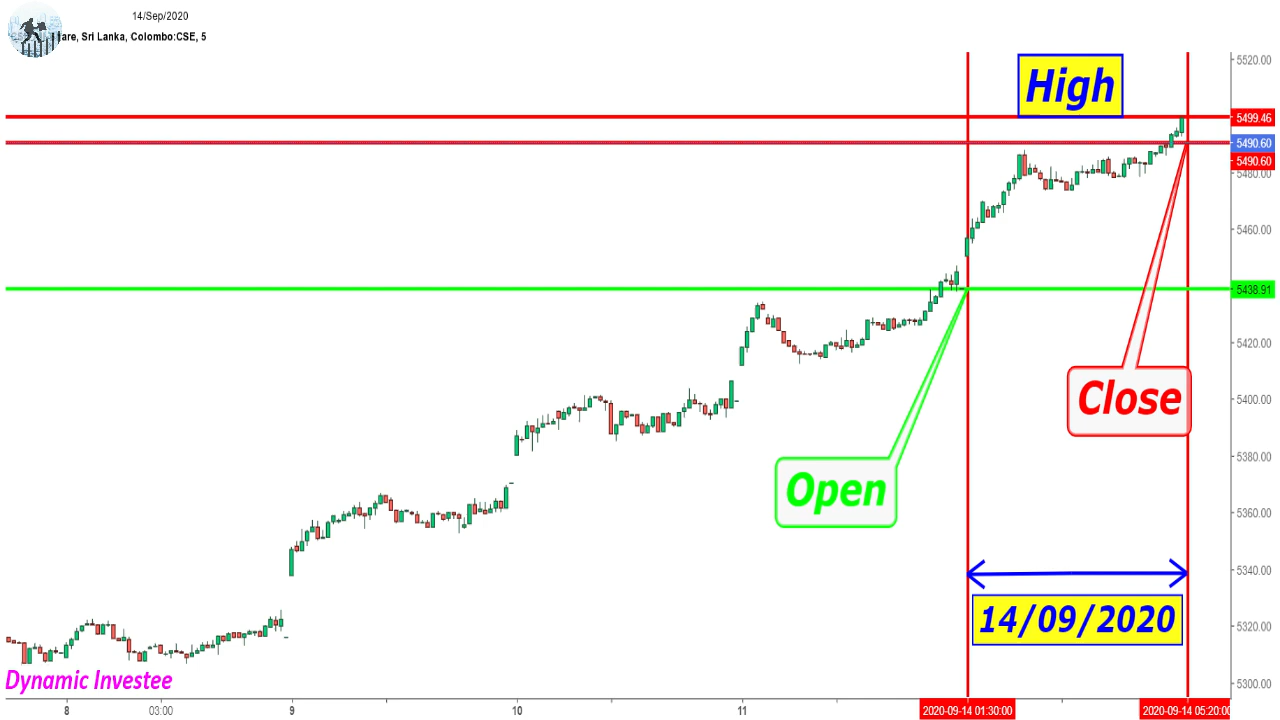 14/Sep/2020
are, Sri Lanka, Colombo:CSE, 5
High
5520.00
5499.46
5490.60
5490.60
5480.00
5460.00
5438.91
5420.00
5400.00
Close
5380.00
Open
5360.00
5340.00
14/09/2020
5320.00
5300.00
Dynamic Investee
8 03:00 9 10 11 2020-09-14 01:30:00 2020-09-14 05:20:00